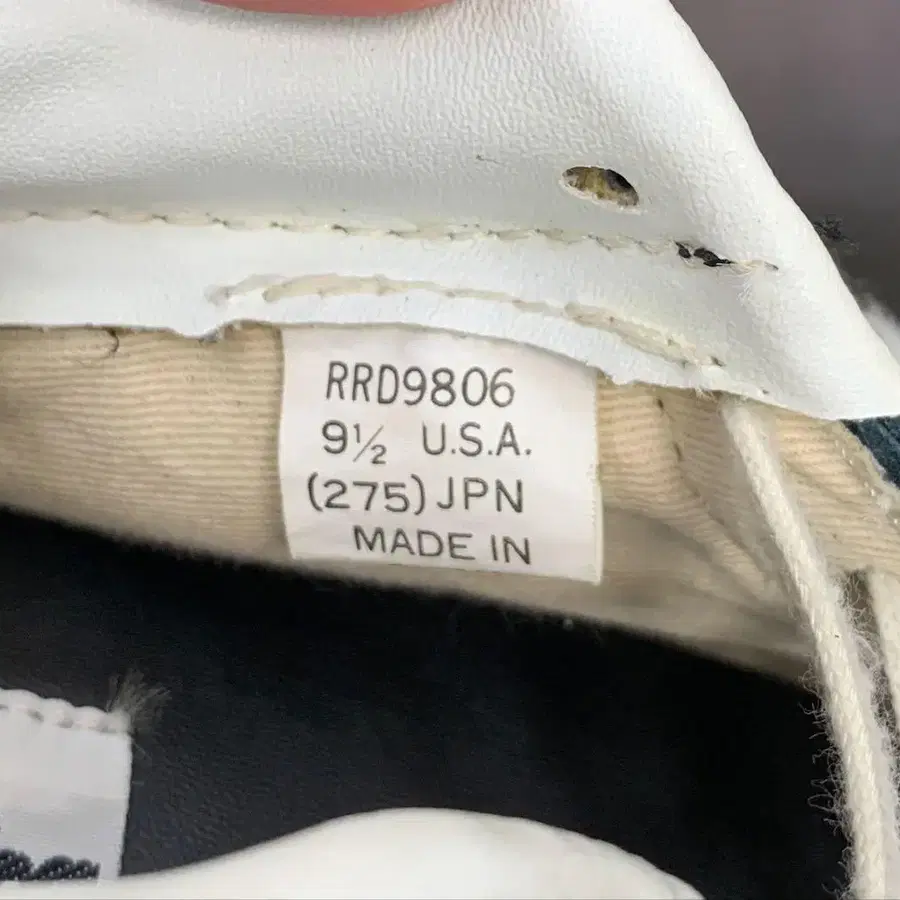 RRD9806
9½ U.S.A.
(275) JPN
MADE IN